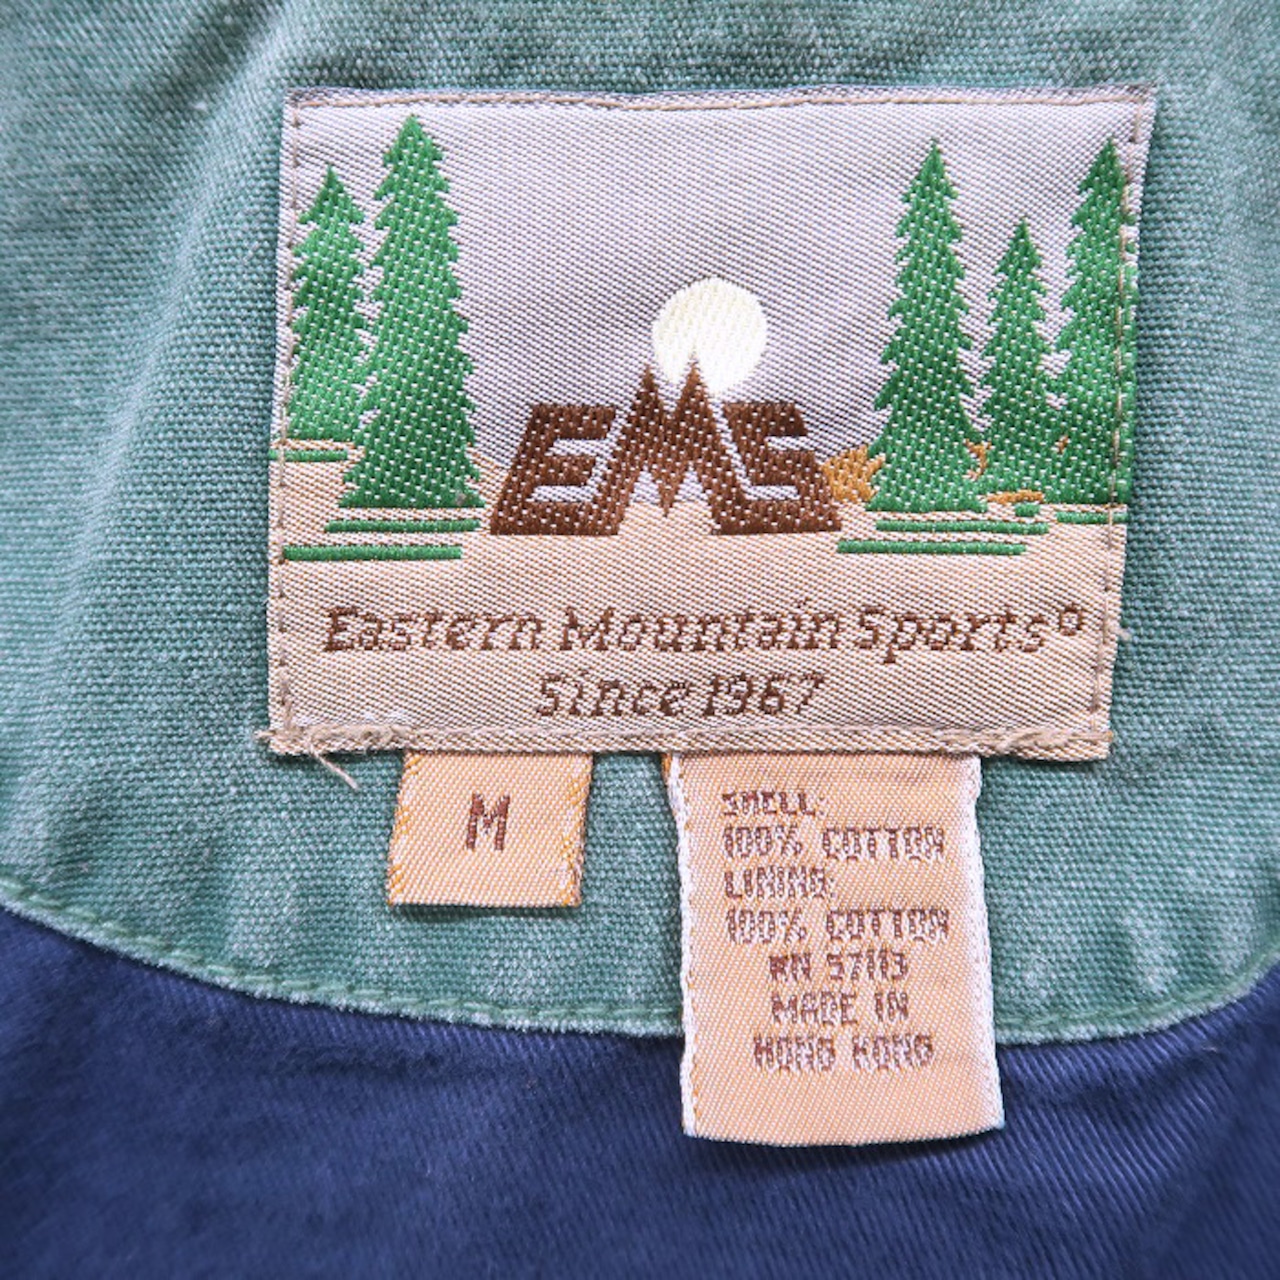 EMS
Eastern Mountain Sports®
Since 1967
M
SHELL:
100% COTTON
LINING:
100% COTTON
RN 57113
MADE IN
HONG KONG